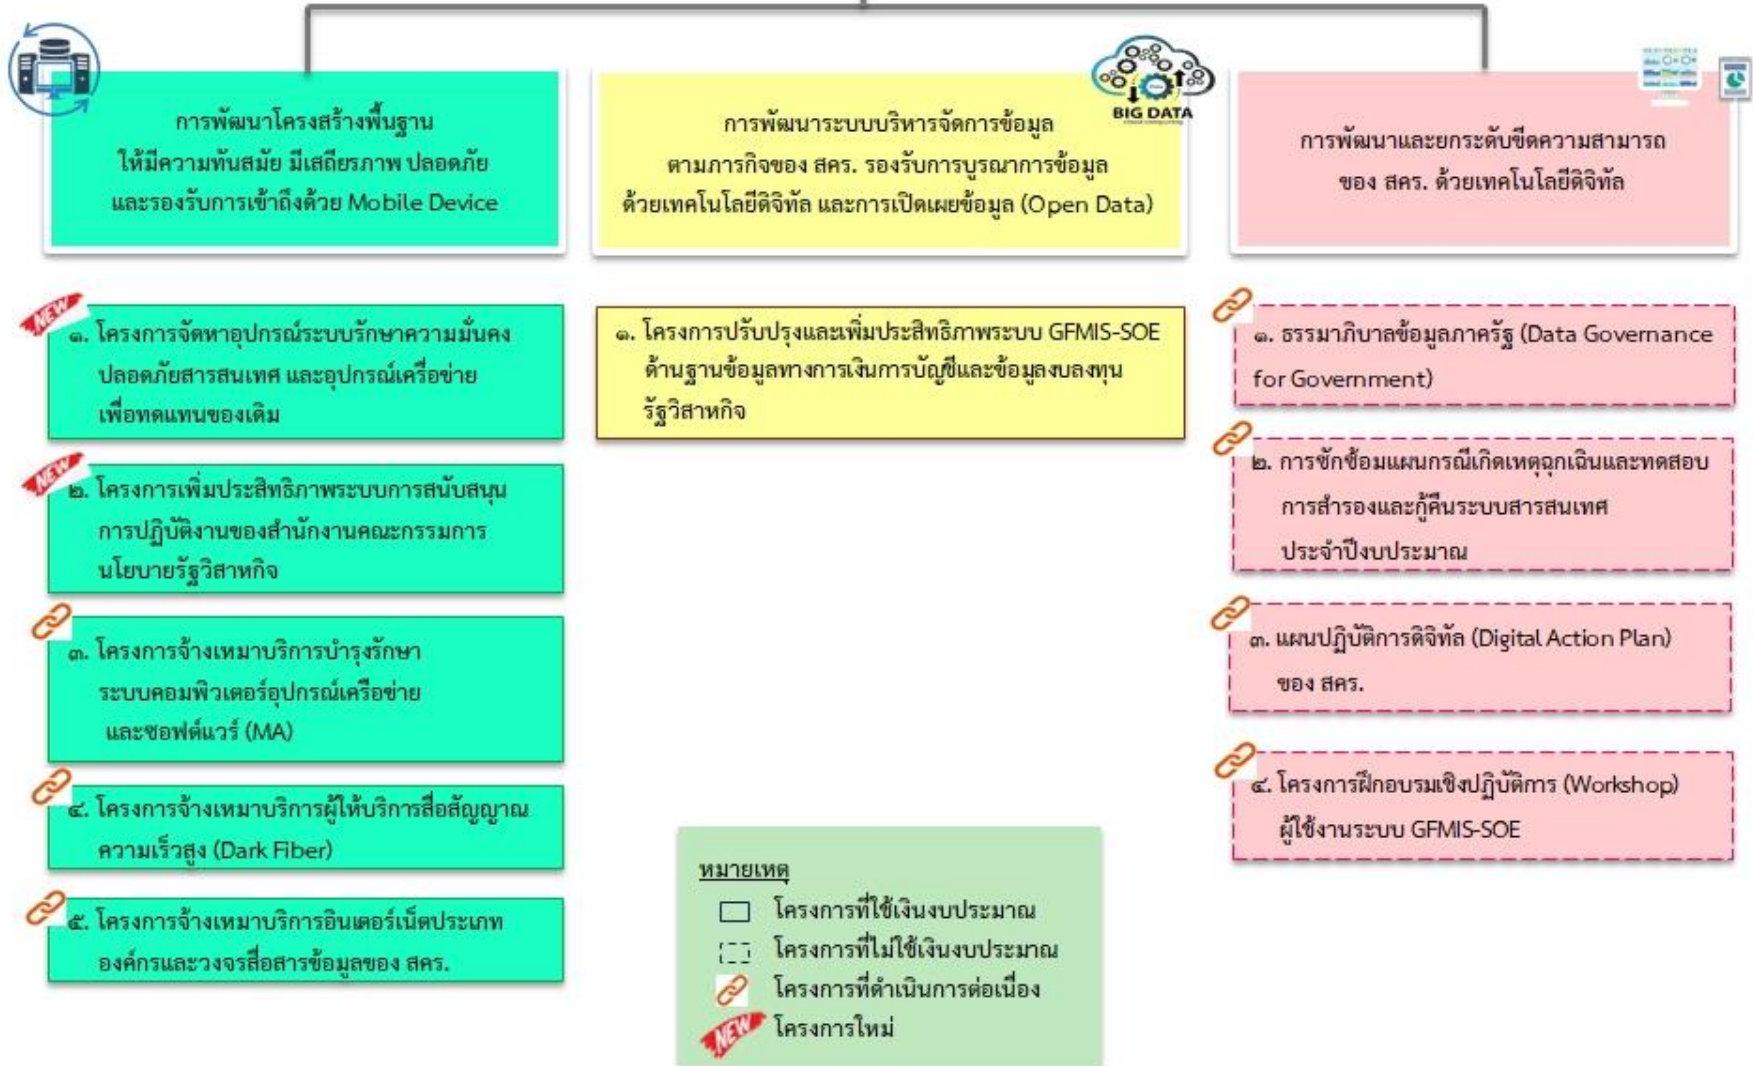 การพัฒนาโครงสร้างพื้นฐาน
ให้มีความทันสมัย มีเสถียรภาพ ปลอดภัย
และรองรับการเข้าถึงด้วย Mobile Device
BIG DATA
การพัฒนาระบบบริหารจัดการข้อมูล
ตามภารกิจของ สคร. รองรับการบูรณาการข้อมูล
ด้วยเทคโนโลยีดิจิทัล และการเปิดเผยข้อมูล (Open Data)
การพัฒนาและยกระดับขีดความสามารถ
ของ สคร. ด้วยเทคโนโลยีดิจิทัล
NEW
๑. โครงการจัดหาอุปกรณ์ระบบรักษาความมั่นคง
ปลอดภัยสารสนเทศ และอุปกรณ์เครื่อข่าย
เพื่อทดแทนของเดิม
NEW
๒. โครงการเพิ่มประสิทธิภาพระบบการสนับสนุน
การปฏิบัติงานของสำนักงานคณะกรรมการ
นโยบายรัฐวิสาหกิจ
๓. โครงการจ้างเหมาบริการบำรุงรักษา
ระบบคอมพิวเตอร์อุปกรณ์เครือข่าย
และซอฟต์แวร์ (MA)
๔. โครงการจ้างเหมาบริการผู้ให้บริการสื่อสัญญาณ
ความเร็วสูง (Dark Fiber)
๕. โครงการจ้างเหมาบริการอินเตอร์เน็ตประเภท
องค์กรและวงจรสื่อสารข้อมูลของ สคร.
๑. โครงการปรับปรุงและเพิ่มประสิทธิภาพระบบ GFMIS-SOE
ด้านฐานข้อมูลทางการเงินการบัญชีและข้อมูลงบลงทุน
รัฐวิสาหกิจ
๑. ธรรมาภิบาลข้อมูลภาครัฐ (Data Governance
for Government)
๒. การซักซ้อมแผนกรณีเกิดเหตุฉุกเฉินและทดสอบ
การสำรองและกู้คืนระบบสารสนเทศ
ประจำปีงบประมาณ
๓. แผนปฏิบัติการดิจิทัล (Digital Action Plan)
ของ สคร.
๔. โครงการฝึกอบรมเชิงปฏิบัติการ (Workshop)
ผู้ใช้งานระบบ GFMIS-SOE
หมายเหตุ
โครงการที่ใช้เงินงบประมาณ
โครงการที่ไม่ใช้เงินงบประมาณ
โครงการที่ดำเนินการต่อเนื่อง
NEW โครงการใหม่